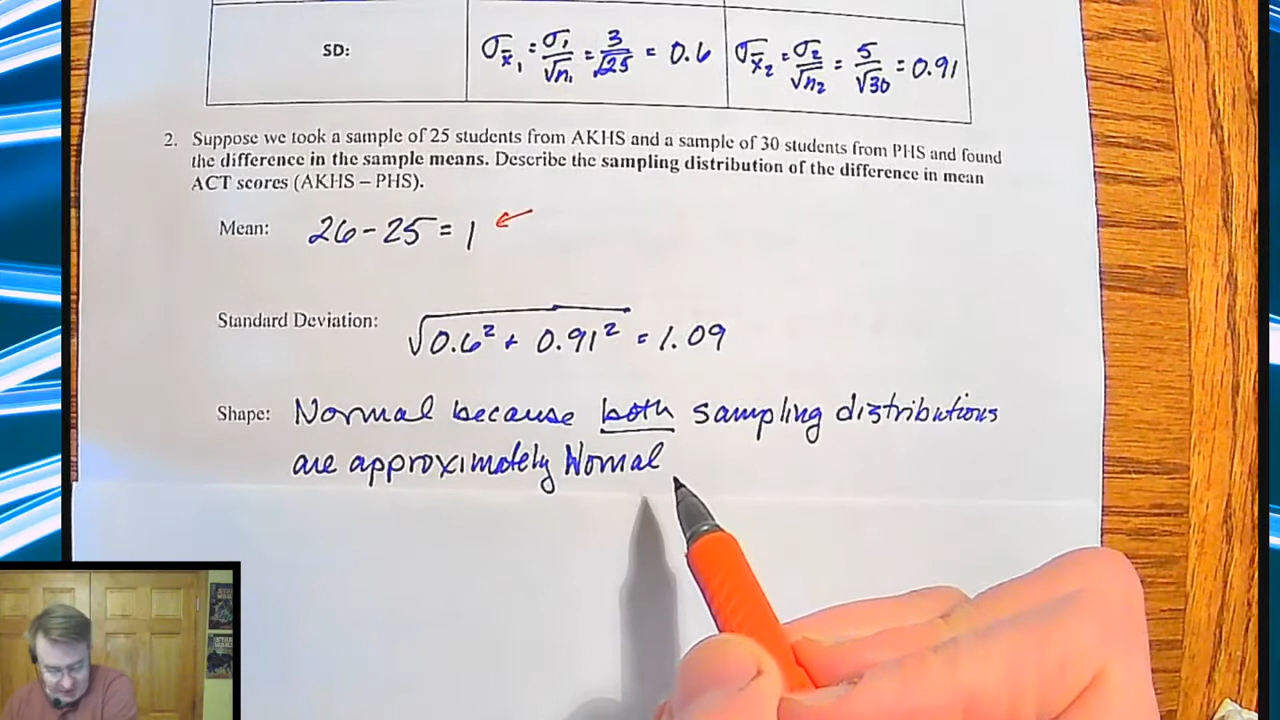 SD:
σx̄₁ = σ₁/√n₁ = 3/√25 = 0.6
σx̄₂ = σ₂/√n₂ = 5/√30 = 0.91
2. Suppose we took a sample of 25 students from AKHS and a sample of 30 students from PHS and found
the difference in the sample means. Describe the sampling distribution of the difference in mean
ACT scores (AKHS – PHS).
Mean: 26 - 25 = 1
Standard Deviation: √(0.6² + 0.91²) = 1.09
Shape: Normal because both sampling distributions
are approximately Normal